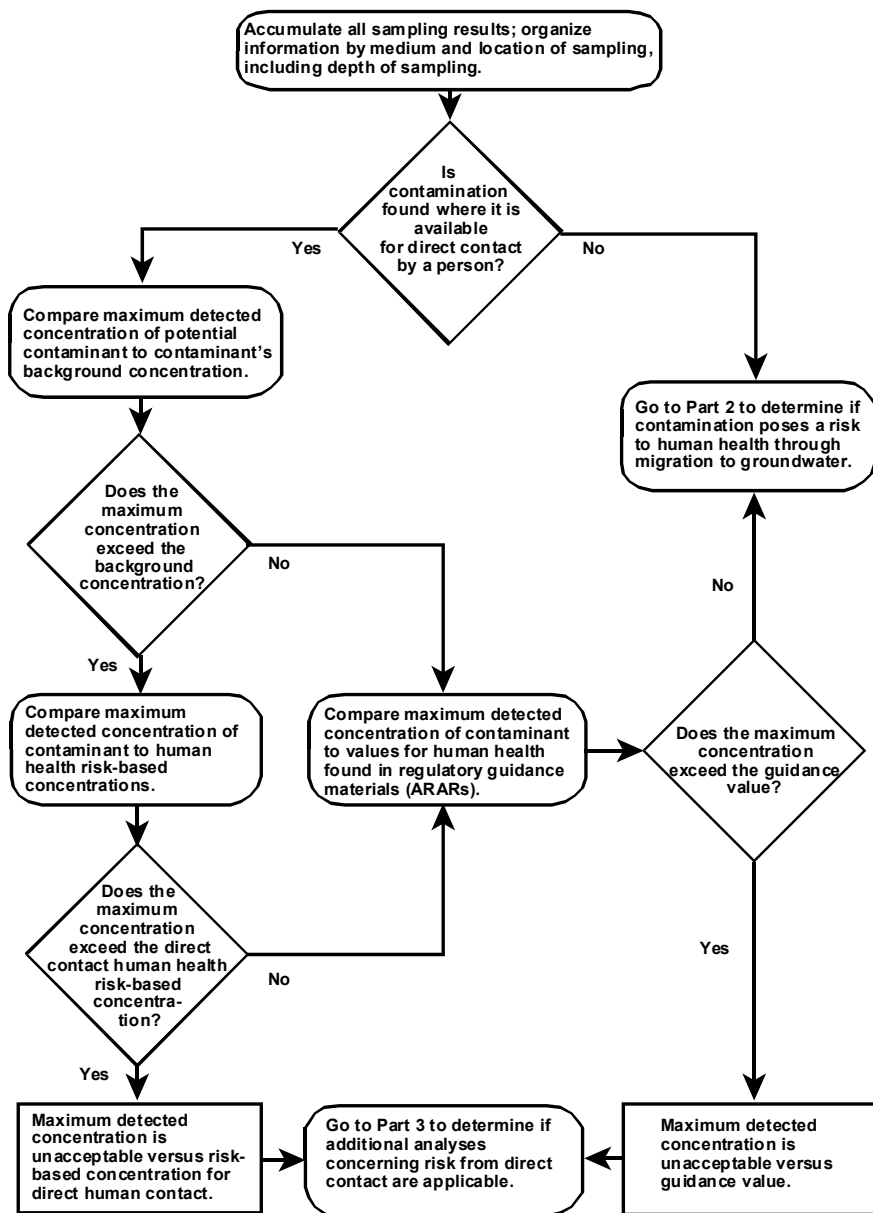 Accumulate all sampling results; organize
information by medium and location of sampling,
including depth of sampling.
Is
contamination
found where it is
available
for direct contact
by a person?
Yes
No
Compare maximum detected
concentration of potential
contaminant to contaminant's
background concentration.
Go to Part 2 to determine if
contamination poses a risk
to human health through
migration to groundwater.
Does the
maximum
concentration
exceed the
background
concentration?
No
Yes
No
Compare maximum
detected concentration of
contaminant to human
health risk-based
concentrations.
Compare maximum detected
concentration of contaminant
to values for human health
found in regulatory guidance
materials (ARARs).
Does the maximum
concentration
exceed the guidance
value?
Does the
maximum
concentration
exceed the direct
contact human health
risk-based
concentra-
tion?
No
Yes
Yes
Maximum detected
concentration is
unacceptable versus risk-
based concentration for
direct human contact.
Go to Part 3 to determine if
additional analyses
concerning risk from direct
contact are applicable.
Maximum detected
concentration is
unacceptable versus
guidance value.